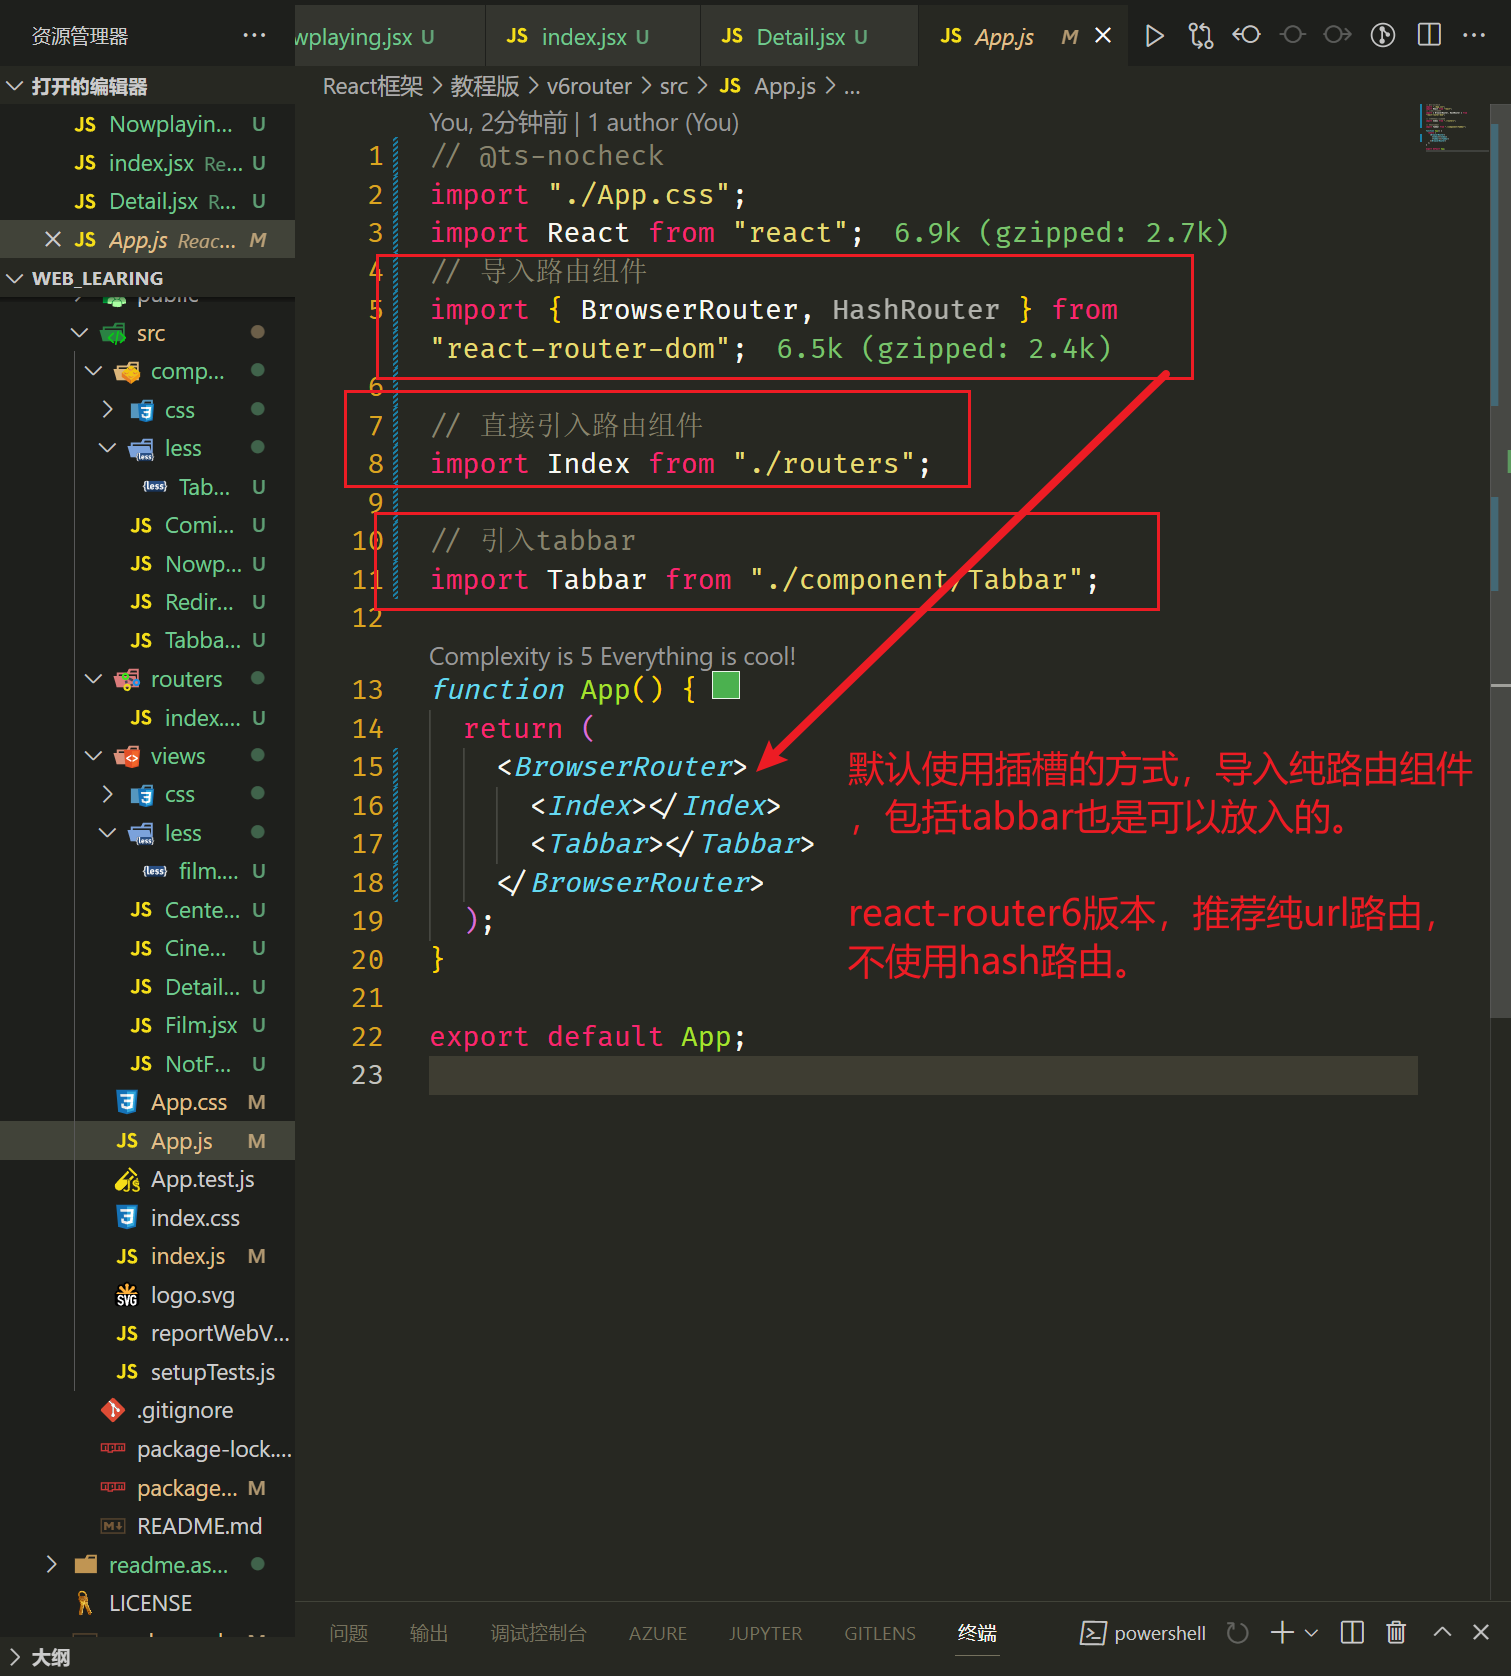 资源管理器
wplaying.jsx U
JS index.jsx U
JS Detail.jsx U
JS App.js M
打开的编辑器
JS Nowplayin... U
JS index.jsx Re... U
JS Detail.jsx R... U
JS App.js Reac... M
WEB_LEARING
public
src
comp...
css
less
{less} Tab... U
JS Comi... U
JS Nowp... U
JS Redir... U
JS Tabba... U
routers
JS index.... U
views
css
less
{less} film.... U
JS Cente... U
JS Cine... U
JS Detail... U
JS Film.jsx U
JS NotF... U
App.css M
JS App.js M
App.test.js
index.css
JS index.js M
SVG logo.svg
JS reportWebV...
JS setupTests.js
.gitignore
package-lock....
package... M
README.md
readme.as...
LICENSE
大纲
React框架 > 教程版 > v6router > src > JS App.js > ...
You, 2分钟前 | 1 author (You)
1 // @ts-nocheck
2 import "./App.css";
3 import React from "react"; 6.9k (gzipped: 2.7k)
4 // 导入路由组件
5 import { BrowserRouter, HashRouter } from
"react-router-dom"; 6.5k (gzipped: 2.4k)
6
7 // 直接引入路由组件
8 import Index from "./routers";
9
10 // 引入tabbar
11 import Tabbar from "./component/Tabbar";
12
Complexity is 5 Everything is cool!
13 function App() {
14 return (
15 <BrowserRouter>
16 <Index></Index>
17 <Tabbar></Tabbar>
18 </BrowserRouter>
19 );
20 }
21
22 export default App;
23
默认使用插槽的方式，导入纯路由组件
，包括tabbar也是可以放入的。
react-router6版本，推荐纯url路由，
不使用hash路由。
问题 输出 调试控制台 AZURE JUPYTER GITLENS 终端 powershell